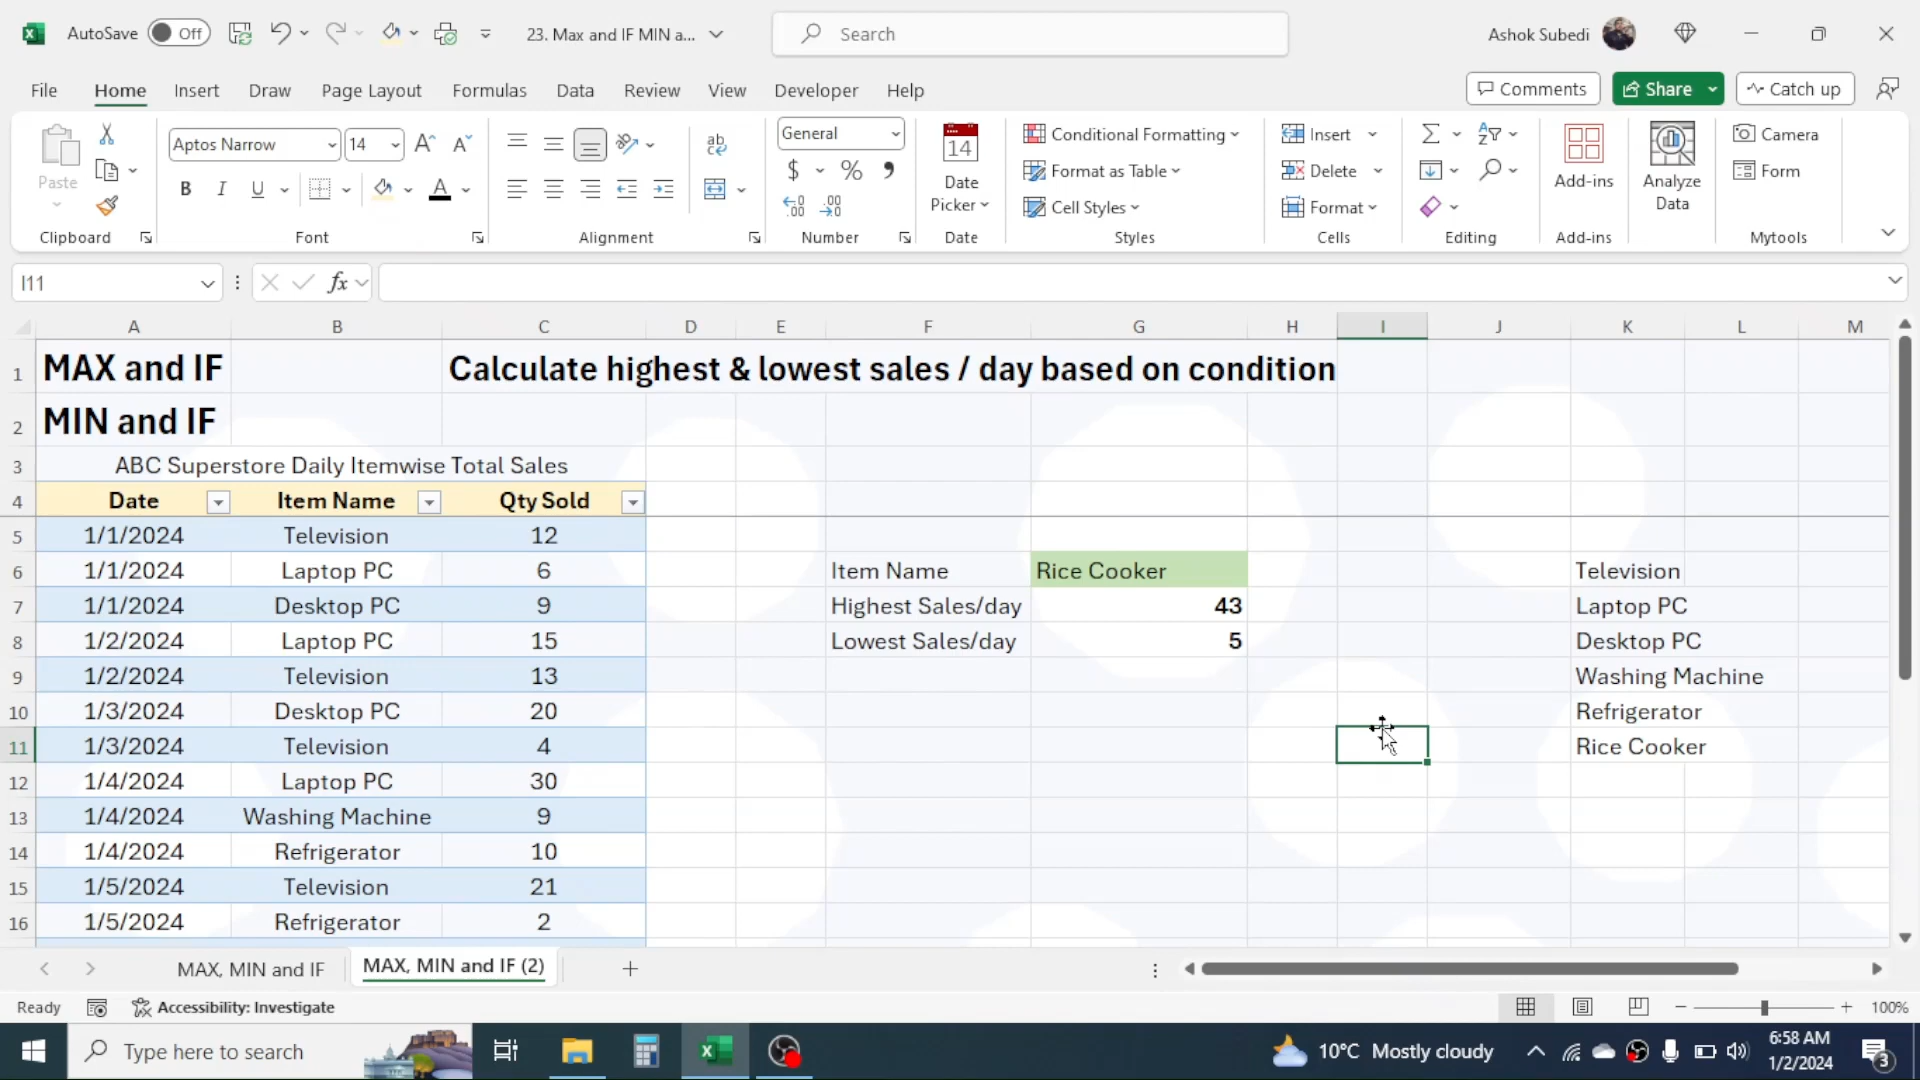 AutoSave Off 23. Max and IF MIN a... Search Ashok Subedi
File Home Insert Draw Page Layout Formulas Data Review View Developer Help Comments Share Catch up
Paste Clipboard
Aptos Narrow 14 B I U A Font
ab Alignment
General $ % 9 .00 .00 Number
14 Date Picker Date
Conditional Formatting
Format as Table
Cell Styles
Styles
Insert
Delete
Format
Cells
Editing
Add-ins
Add-ins
Analyze Data
Camera
Form
Mytools
I11 fx
A B C D E F G H I J K L M
1 MAX and IF Calculate highest & lowest sales / day based on condition
2 MIN and IF
3 ABC Superstore Daily Itemwise Total Sales
4 Date Item Name Qty Sold
5 1/1/2024 Television 12
6 1/1/2024 Laptop PC 6 Item Name Rice Cooker Television
7 1/1/2024 Desktop PC 9 Highest Sales/day 43 Laptop PC
8 1/2/2024 Laptop PC 15 Lowest Sales/day 5 Desktop PC
9 1/2/2024 Television 13 Washing Machine
10 1/3/2024 Desktop PC 20 Refrigerator
11 1/3/2024 Television 4 Rice Cooker
12 1/4/2024 Laptop PC 30
13 1/4/2024 Washing Machine 9
14 1/4/2024 Refrigerator 10
15 1/5/2024 Television 21
16 1/5/2024 Refrigerator 2
MAX, MIN and IF MAX, MIN and IF (2)
Ready Accessibility: Investigate 100%
Type here to search 10°C Mostly cloudy 6:58 AM
1/2/2024 3